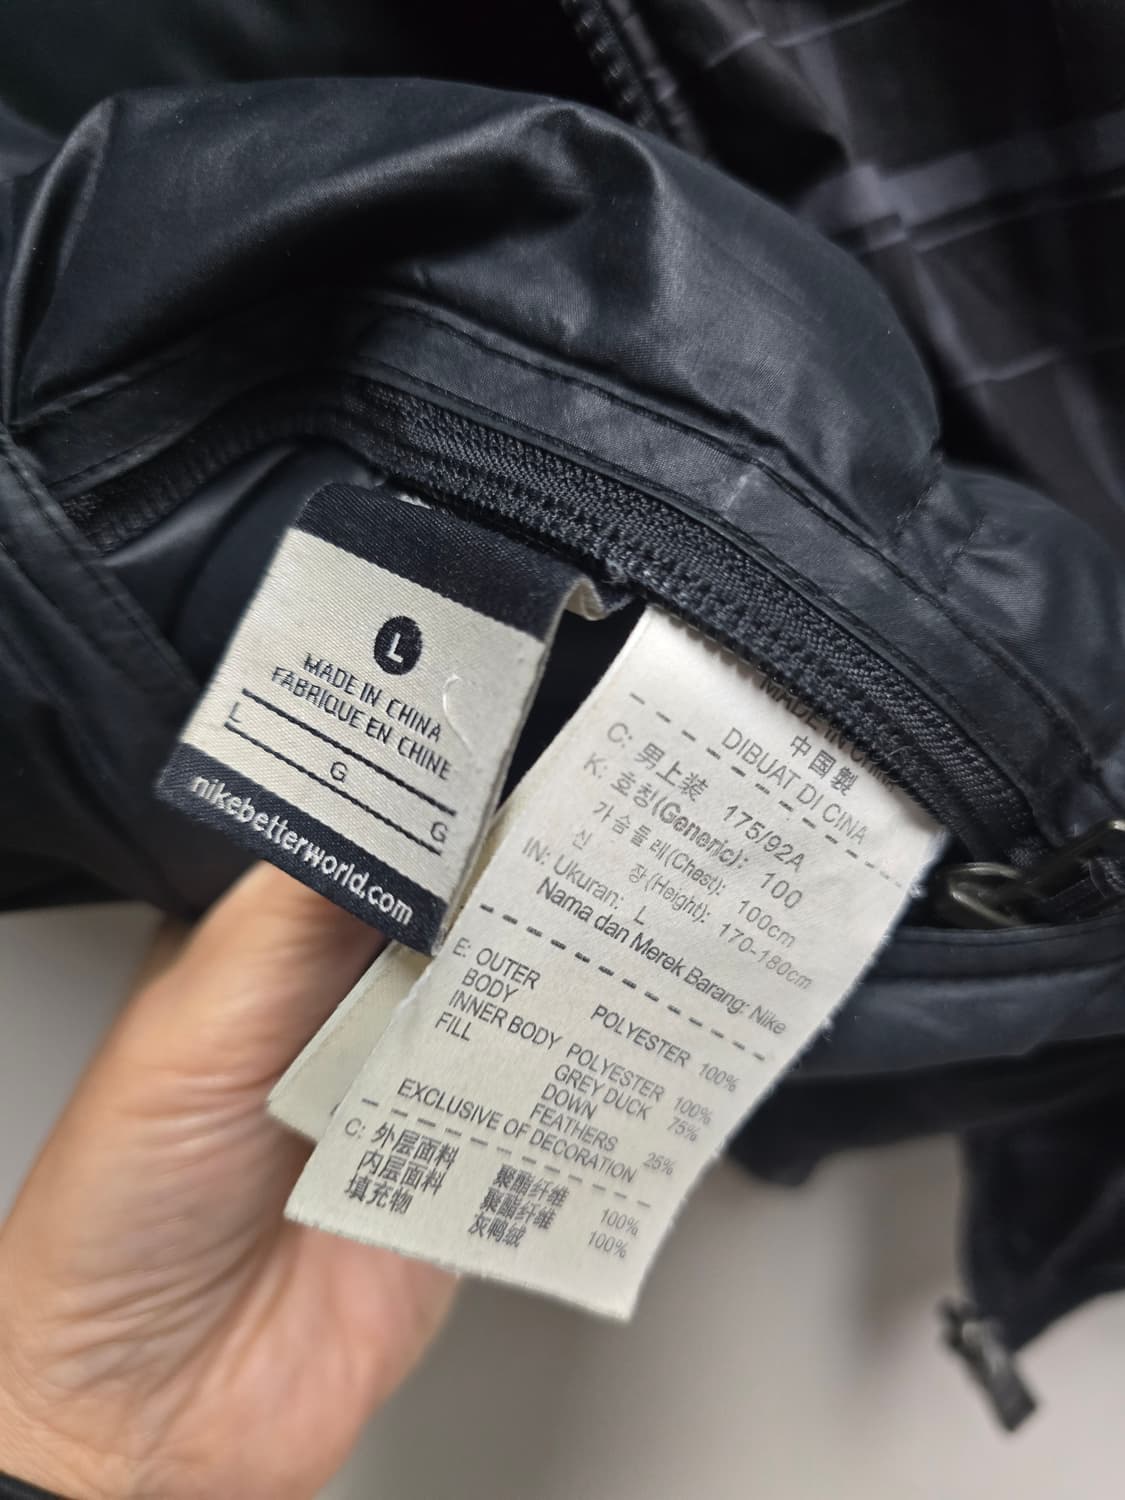 L
MADE IN CHINA
FABRIQUE EN CHINE
L
G
G
nikebetterworld.com
MADE IN CHINA
中国製
DIBUAT DI CINA
C: 男上装 175/92A
K: 호칭(Generic): 100
가슴둘레(Chest): 100cm
신 장(Height): 170-180cm
IN: Ukuran: L
Nama dan Merek Barang: Nike
E: OUTER
BODY POLYESTER 100%
INNER BODY POLYESTER 100%
FILL GREY DUCK
DOWN 75%
FEATHERS 25%
EXCLUSIVE OF DECORATION
C: 外层面料 聚酯纤维 100%
内层面料 聚酯纤维 100%
填充物 灰鸭绒